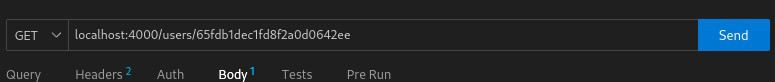 GET localhost:4000/users/65fdb1dec1fd8f2a0d0642ee Send
Query Headers 2 Auth Body 1 Tests Pre Run